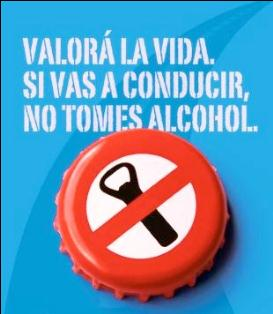 VALORÁ LA VIDA.
SI VAS A CONDUCIR,
NO TOMES ALCOHOL.